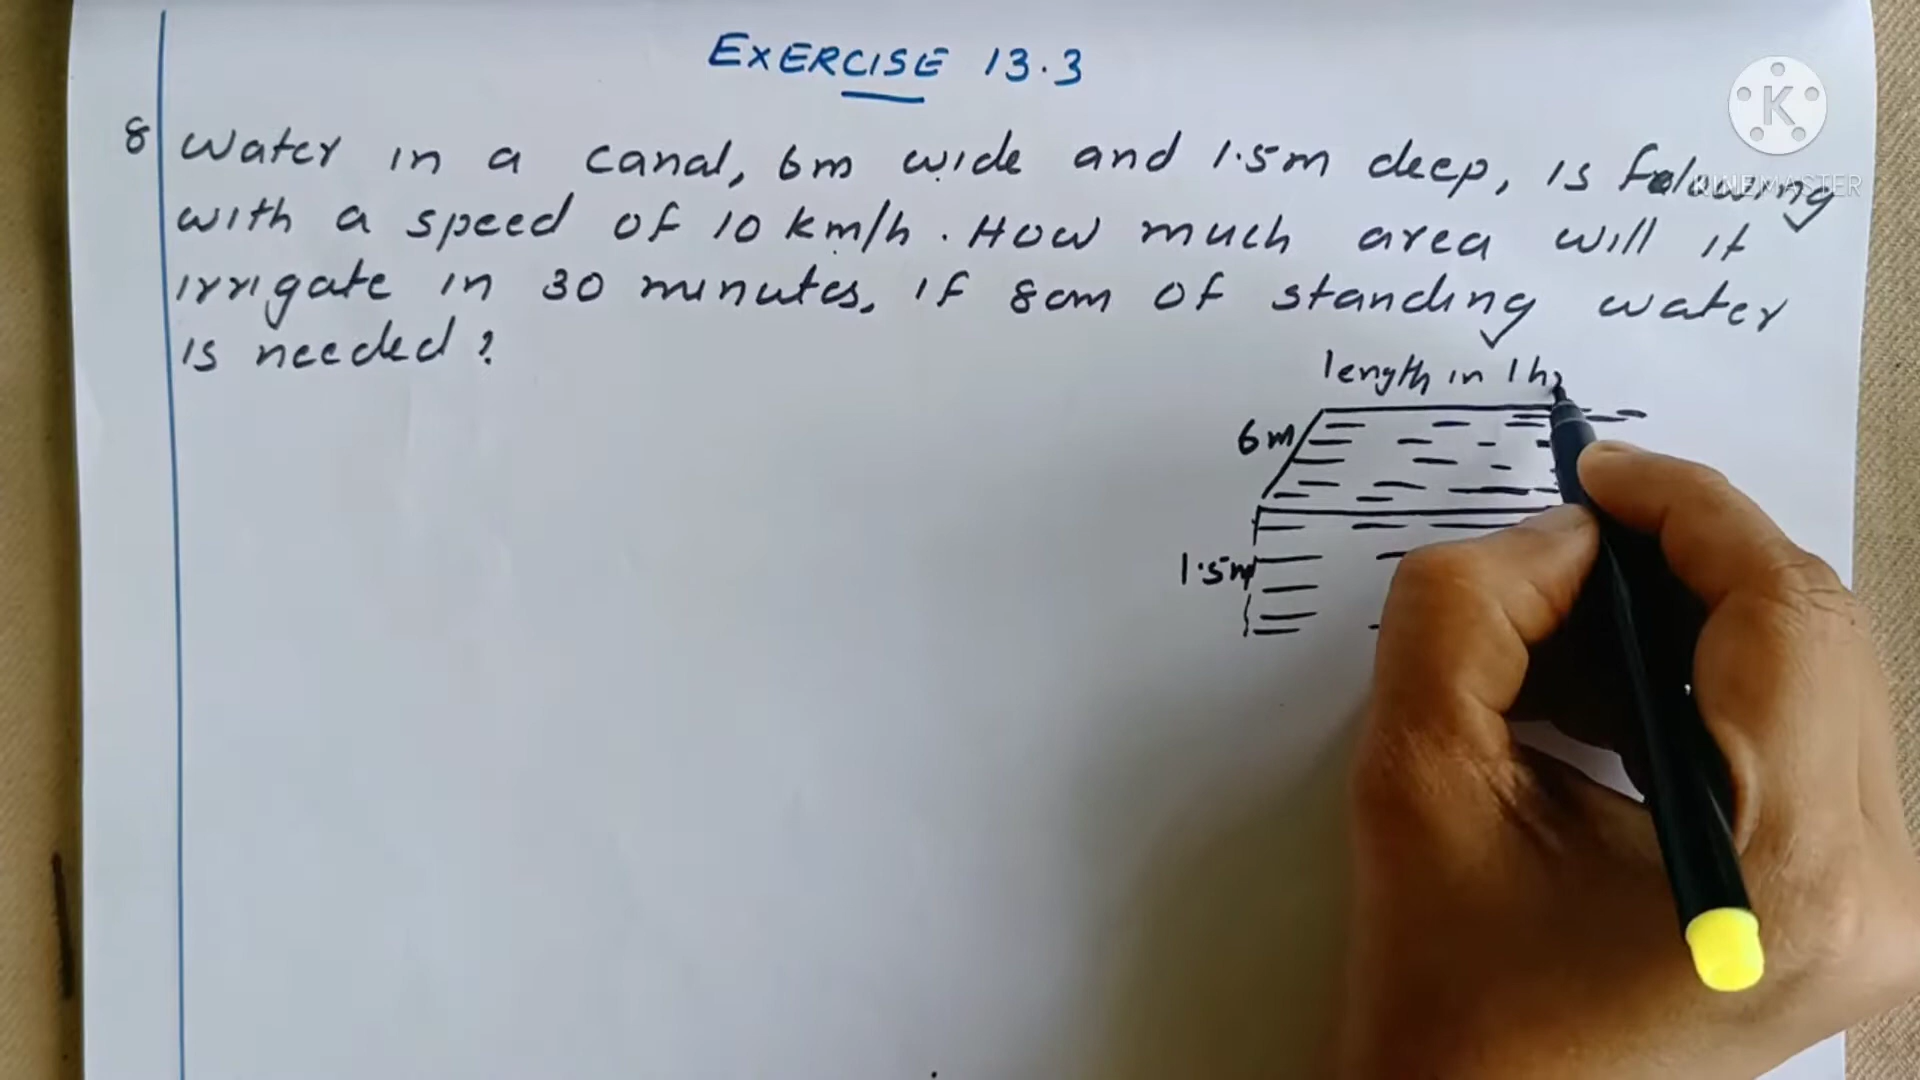 EXERCISE 13.3
8 Water in a canal, 6m wide and 1.5m deep, is
with a speed of 10 km/h. How much area will it
irrigate in 30 minutes, if 8cm of standing water
is needed?
length in 1h
6m
1.5m
K
KINEMASTER